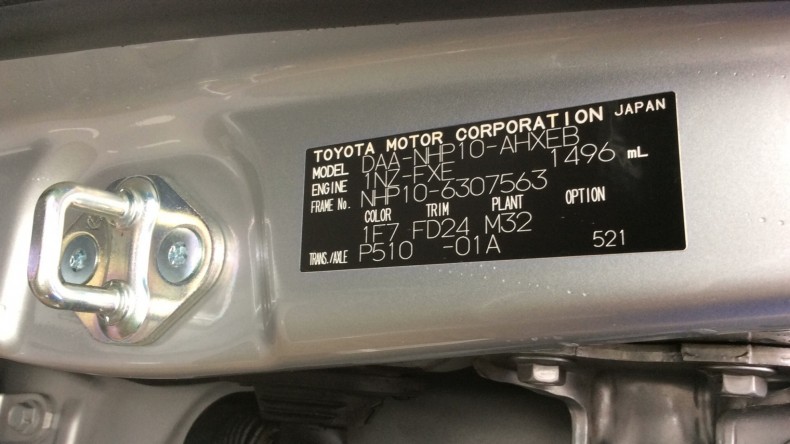 TOYOTA MOTOR CORPORATION JAPAN
MODEL DAA-NHP10-AHXEB
ENGINE 1NZ-FXE 1496 mL
FRAME No. NHP10-6307563
COLOR TRIM PLANT OPTION
1F7 FD24 M32
TRANS./AXLE P510 -01A 521